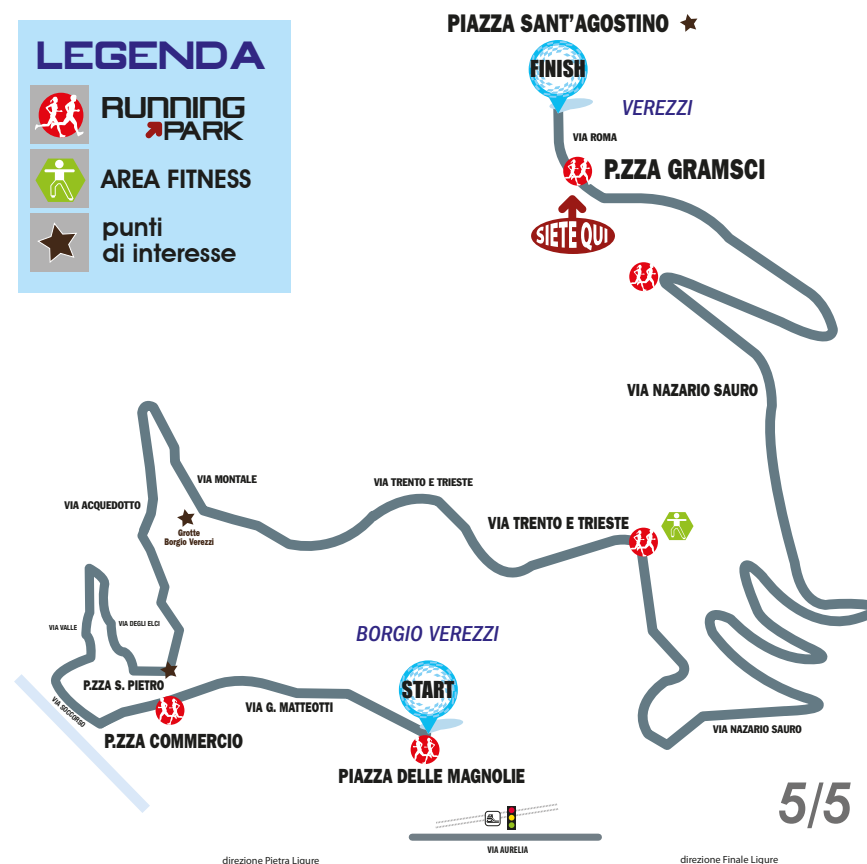 PIAZZA SANT'AGOSTINO
LEGENDA
RUNNING
PARK
AREA FITNESS
punti
di interesse
FINISH
VEREZZI
VIA ROMA
P.ZZA GRAMSCI
SIETE QUI
VIA NAZARIO SAURO
VIA MONTALE
VIA TRENTO E TRIESTE
VIA ACQUEDOTTO
VIA TRENTO E TRIESTE
Grotte
Borgio Verezzi
VIA VALLE
VIA DEGLI ELCI
BORGIO VEREZZI
P.ZZA S. PIETRO
START
VIA SOCCORSO
VIA G. MATTEOTTI
P.ZZA COMMERCIO
VIA NAZARIO SAURO
PIAZZA DELLE MAGNOLIE
5/5
VIA AURELIA
direzione Pietra Ligure
direzione Finale Ligure